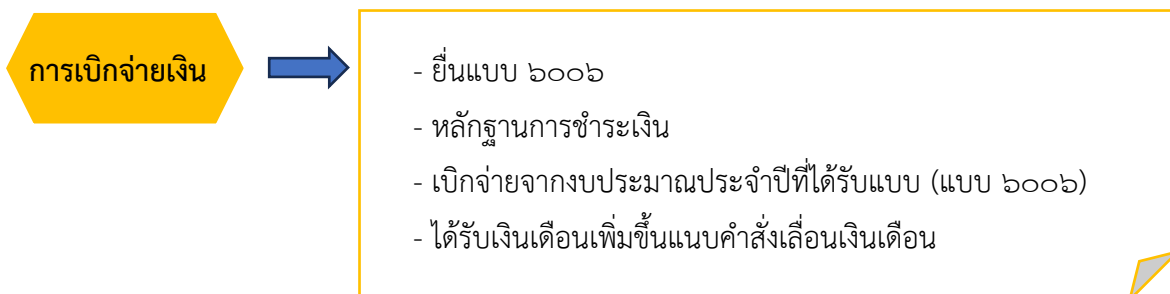 การเบิกจ่ายเงิน
- ยื่นแบบ ๖๐๐๖
- หลักฐานการชำระเงิน
- เบิกจ่ายจากงบประมาณประจำปีที่ได้รับแบบ (แบบ ๖๐๐๖)
- ได้รับเงินเดือนเพิ่มขึ้นแนบคำสั่งเลื่อนเงินเดือน